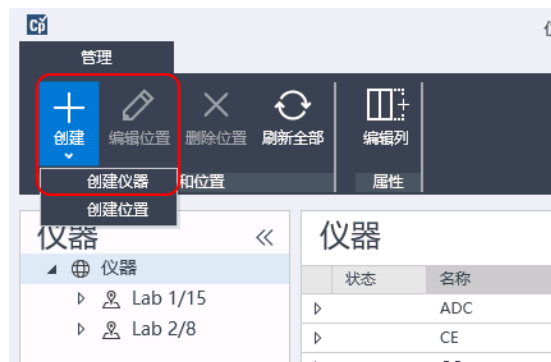 Cp
管理
创建 编辑位置 删除位置 刷新全部 编辑列
创建仪器 和位置 属性
创建位置
仪器 « 仪器
仪器 状态 名称
Lab 1/15 ADC
Lab 2/8 CE